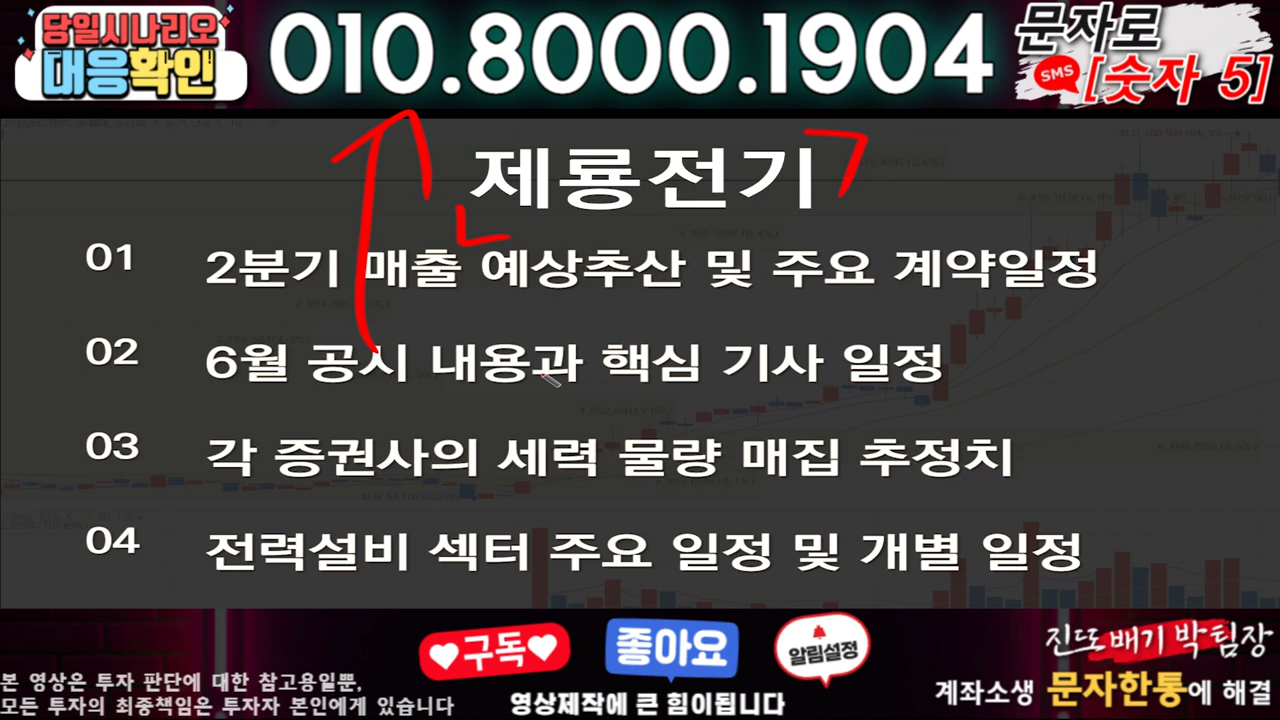 당일시나리오
대응확인
010.8000.1904
문자로
SMS
[숫자 5]
제룡전기
01
2분기 매출 예상추산 및 주요 계약일정
02
6월 공시 내용과 핵심 기사 일정
03
각 증권사의 세력 물량 매집 추정치
04
전력설비 섹터 주요 일정 및 개별 일정
구독
좋아요
알림설정
진또배기 박팀장
본 영상은 투자 판단에 대한 참고용일뿐,
모든 투자의 최종책임은 투자자 본인에게 있습니다
영상제작에 큰 힘이됩니다
계좌소생 문자한통에 해결